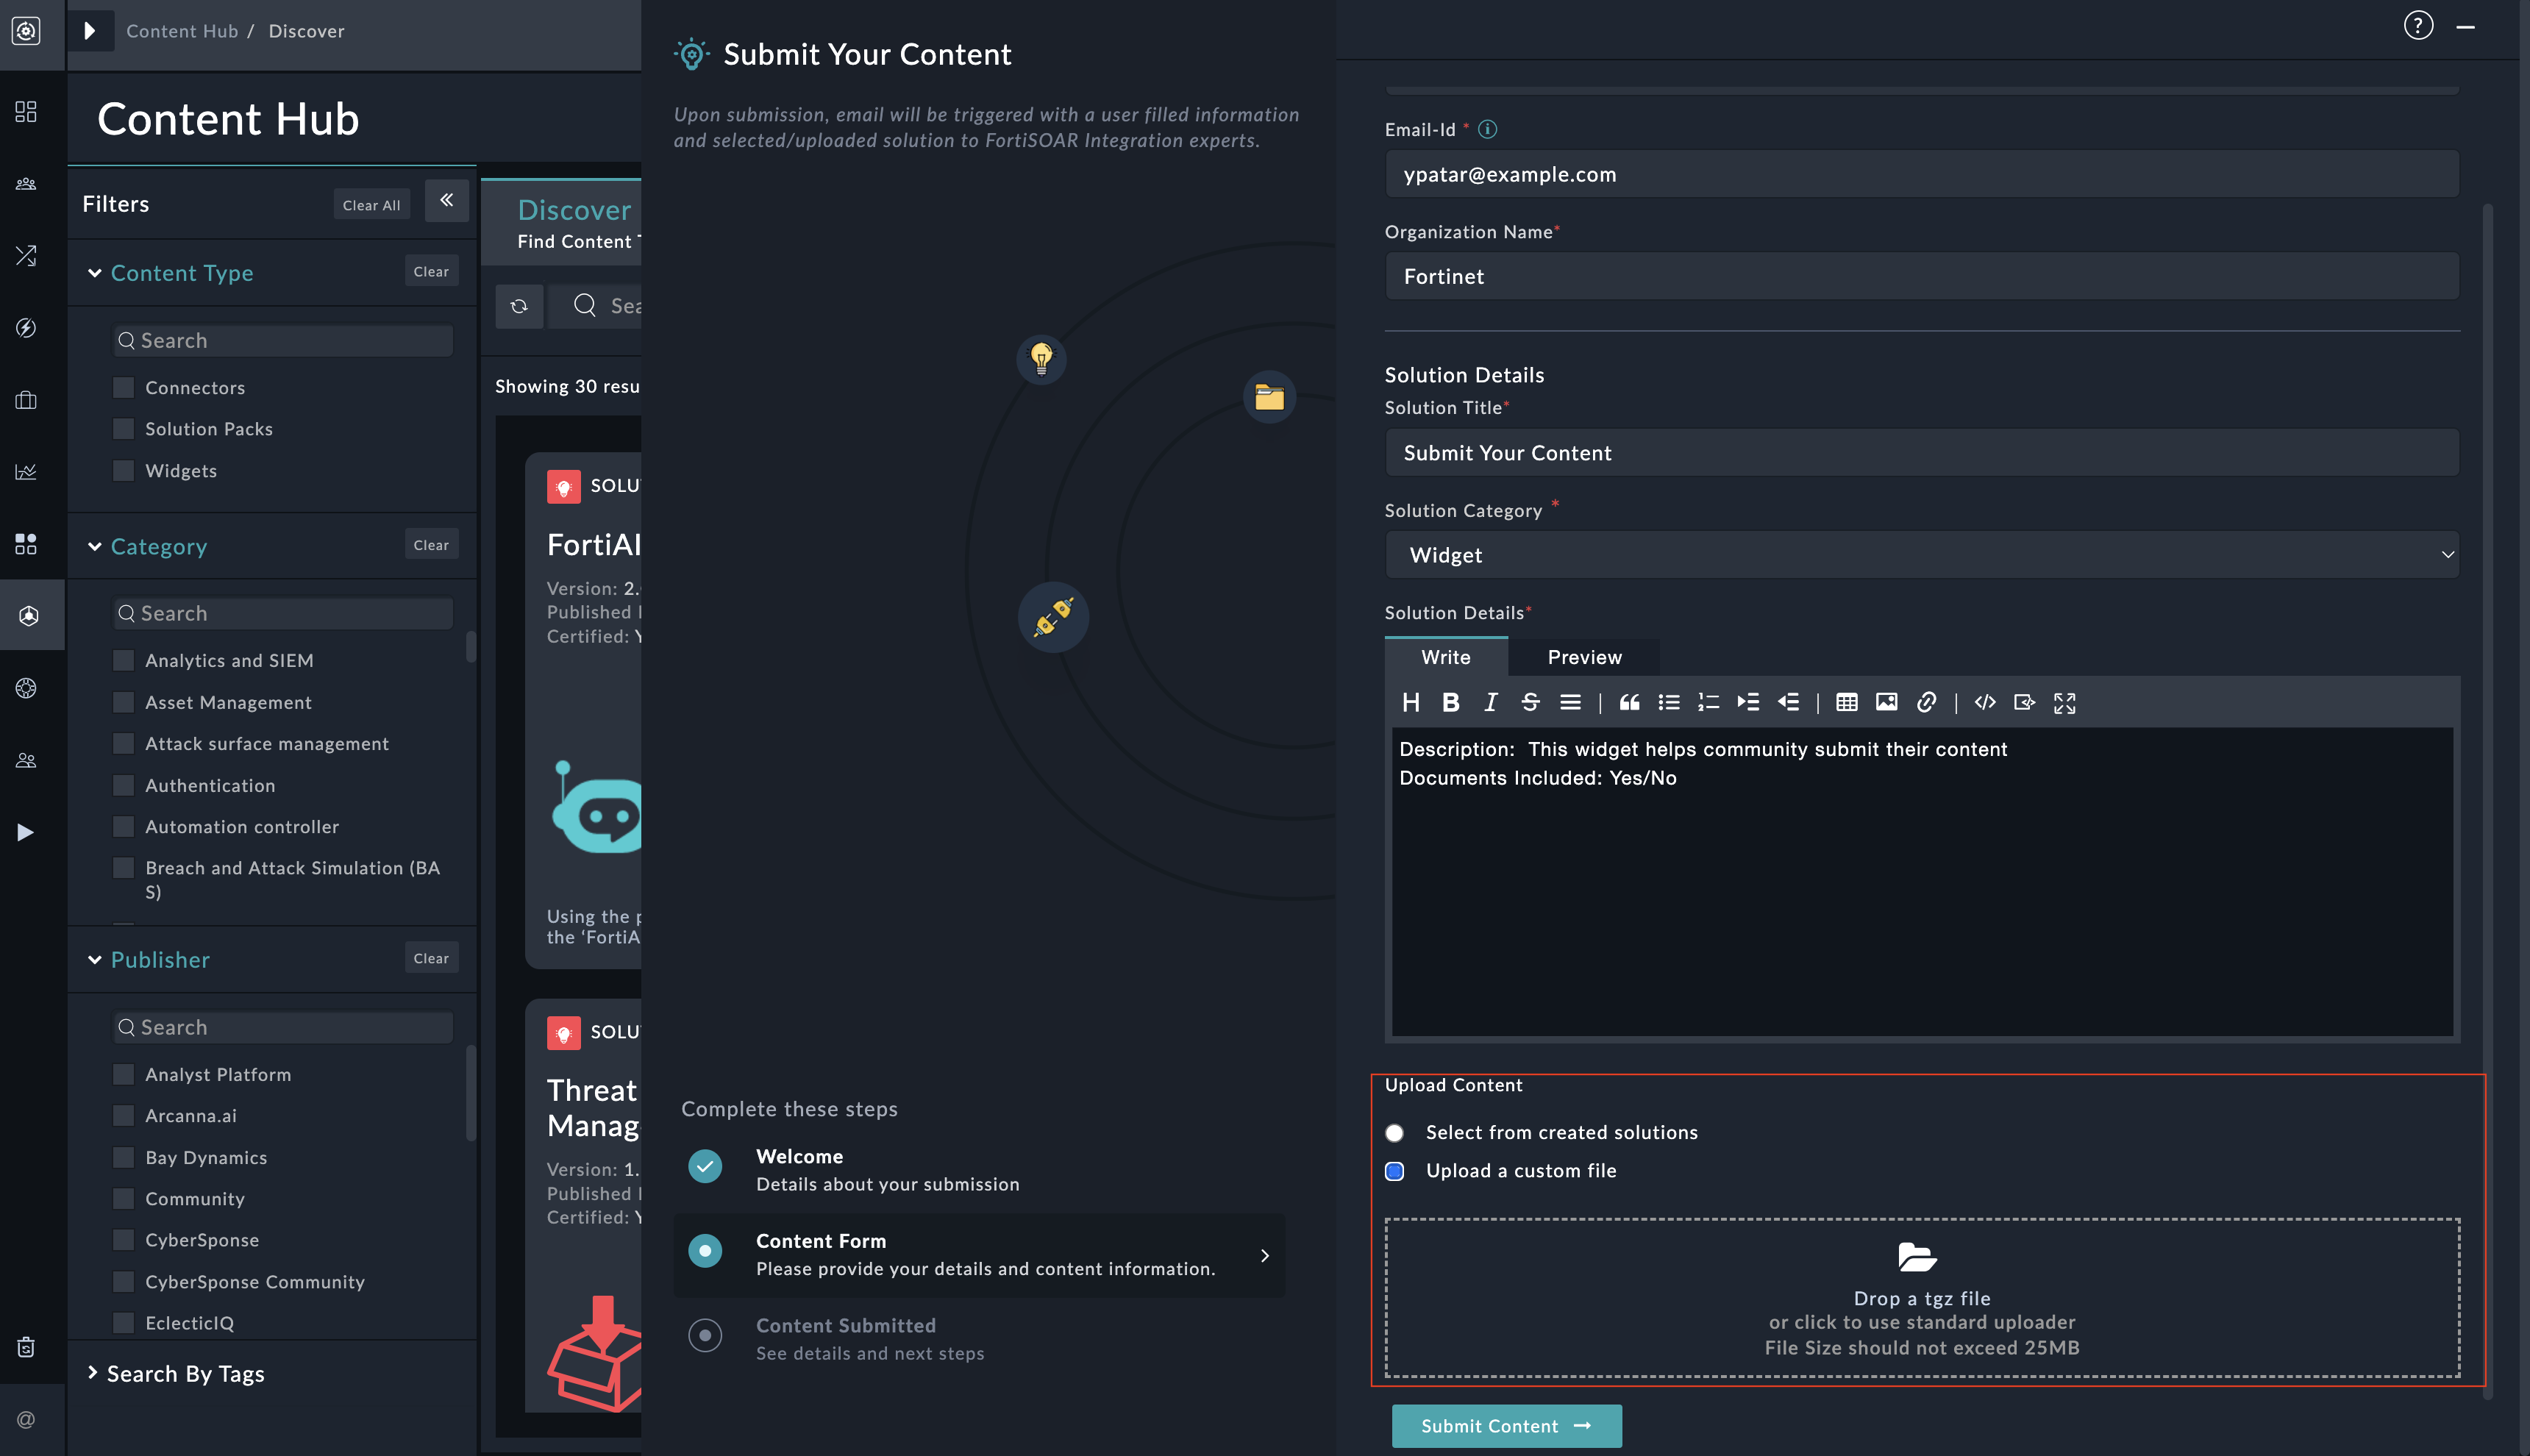 Content Hub / Discover
Content Hub
Filters
Clear All
Content Type
Clear
Search
Connectors
Solution Packs
Widgets
Category
Clear
Search
Analytics and SIEM
Asset Management
Attack surface management
Authentication
Automation controller
Breach and Attack Simulation (BA
S)
Publisher
Clear
Search
Analyst Platform
Arcanna.ai
Bay Dynamics
Community
CyberSponse
CyberSponse Community
EclecticIQ
Search By Tags
@
Discover
Find Content
Sea
Showing 30 resu
SOLU
FortiAI
Version: 2.
Published
Certified: Y
Using the p
the ‘FortiA
SOLU
Threat
Manag
Version: 1.
Published
Certified: Y
Submit Your Content
Upon submission, email will be triggered with a user filled information
and selected/uploaded solution to FortiSOAR Integration experts.
Complete these steps
Welcome
Details about your submission
Content Form
Please provide your details and content information.
Content Submitted
See details and next steps
?
Email-Id *
ypatar@example.com
Organization Name*
Fortinet
Solution Details
Solution Title*
Submit Your Content
Solution Category *
Widget
Solution Details*
Write
Preview
Description:  This widget helps community submit their content
Documents Included: Yes/No
Upload Content
Select from created solutions
Upload a custom file
Drop a tgz file
or click to use standard uploader
File Size should not exceed 25MB
Submit Content →